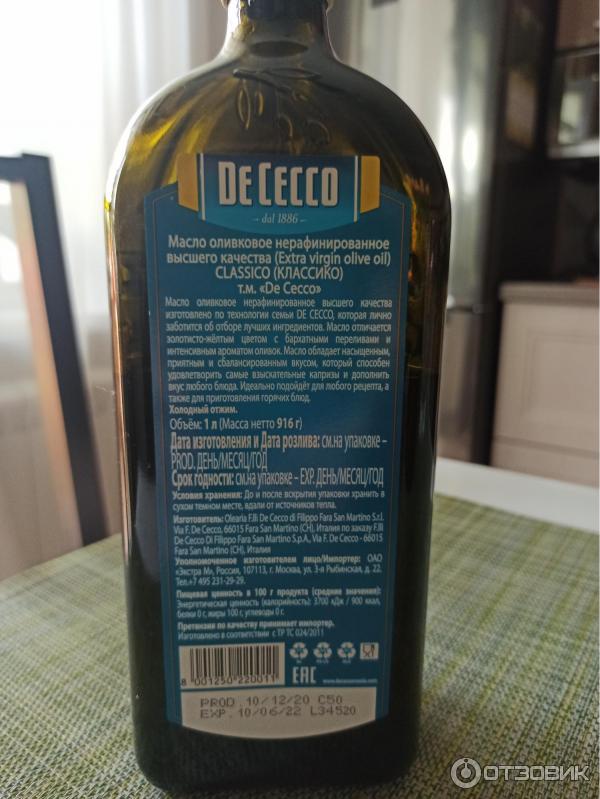 DE CECCO
dal 1886
Масло оливковое нерафинированное
высшего качества (Extra virgin olive oil)
CLASSICO (КЛАССИКО)
т.м. «De Cecco»
Масло оливковое нерафинированное высшего качества
изготовлено по технологии семьи DE CECCO, которая лично
заботится об отборе лучших ингредиентов. Масло отличается
золотисто-жёлтым цветом с бархатными переливами и
интенсивным ароматом оливок. Масло обладает насыщенным,
приятным и сбалансированным вкусом, который способен
удовлетворить самые взыскательные капризы и дополнить
вкус любого блюда. Идеально подойдёт для любого рецепта, а
также для приготовления горячих блюд.
Холодный отжим.
Объём: 1 л (Масса нетто 916 г)
Дата изготовления и Дата розлива: см.на упаковке –
PROD. ДЕНЬ/МЕСЯЦ/ГОД
Срок годности: см.на упаковке – EXP. ДЕНЬ/МЕСЯЦ/ГОД
Условия хранения: До и после вскрытия упаковки хранить в
сухом темном месте, вдали от источников тепла.
Изготовитель: Olearia F.lli De Cecco di Filippo Fara San Martino S.r.l.
Via F. De Cecco, 66015 Fara San Martino (CH), Италия по заказу F.lli
De Cecco Di Filippo Fara San Martino S.p.A., Via F. De Cecco - 66015
Fara San Martino (CH), Италия
Уполномоченное изготовителем лицо/Импортер: ОАО
«Экстра М», Россия, 107113, г. Москва, ул. 3-я Рыбинская, д. 22.
Тел.+7 495 231-29-29.
Пищевая ценность в 100 г продукта (средние значения):
Энергетическая ценность (калорийность): 3700 кДж / 900 ккал,
белки 0 г, жиры 100 г, углеводы 0 г.
Претензии по качеству принимает импортер.
Изготовлено в соответствии с ТР ТС 024/2011
8 001250 220011
EAC
PROD. 10/12/20 C50
EXP. 10/06/22 L34520
ОТЗОВИК